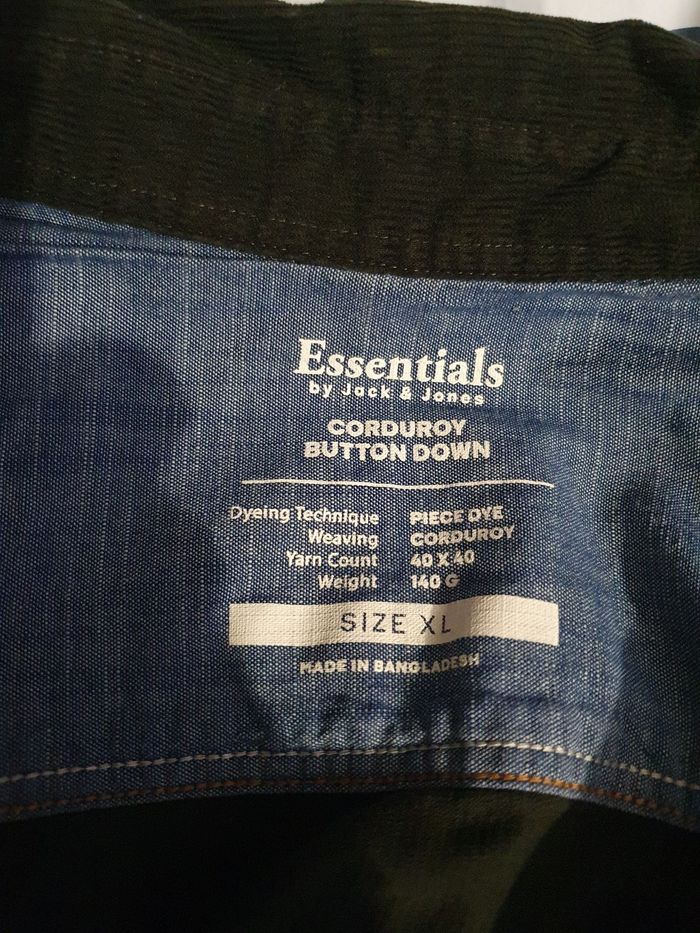 Essentials
by Jack & Jones
CORDUROY
BUTTON DOWN
Dyeing Technique PIECE DYE
Weaving CORDUROY
Yarn Count 40 X 40
Weight 140 G
SIZE XL
MADE IN BANGLADESH